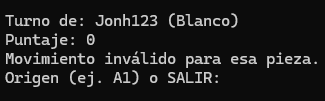 Turno de: Jonh123 (Blanco)
Puntaje: 0
Movimiento inválido para esa pieza.
Origen (ej. A1) o SALIR: